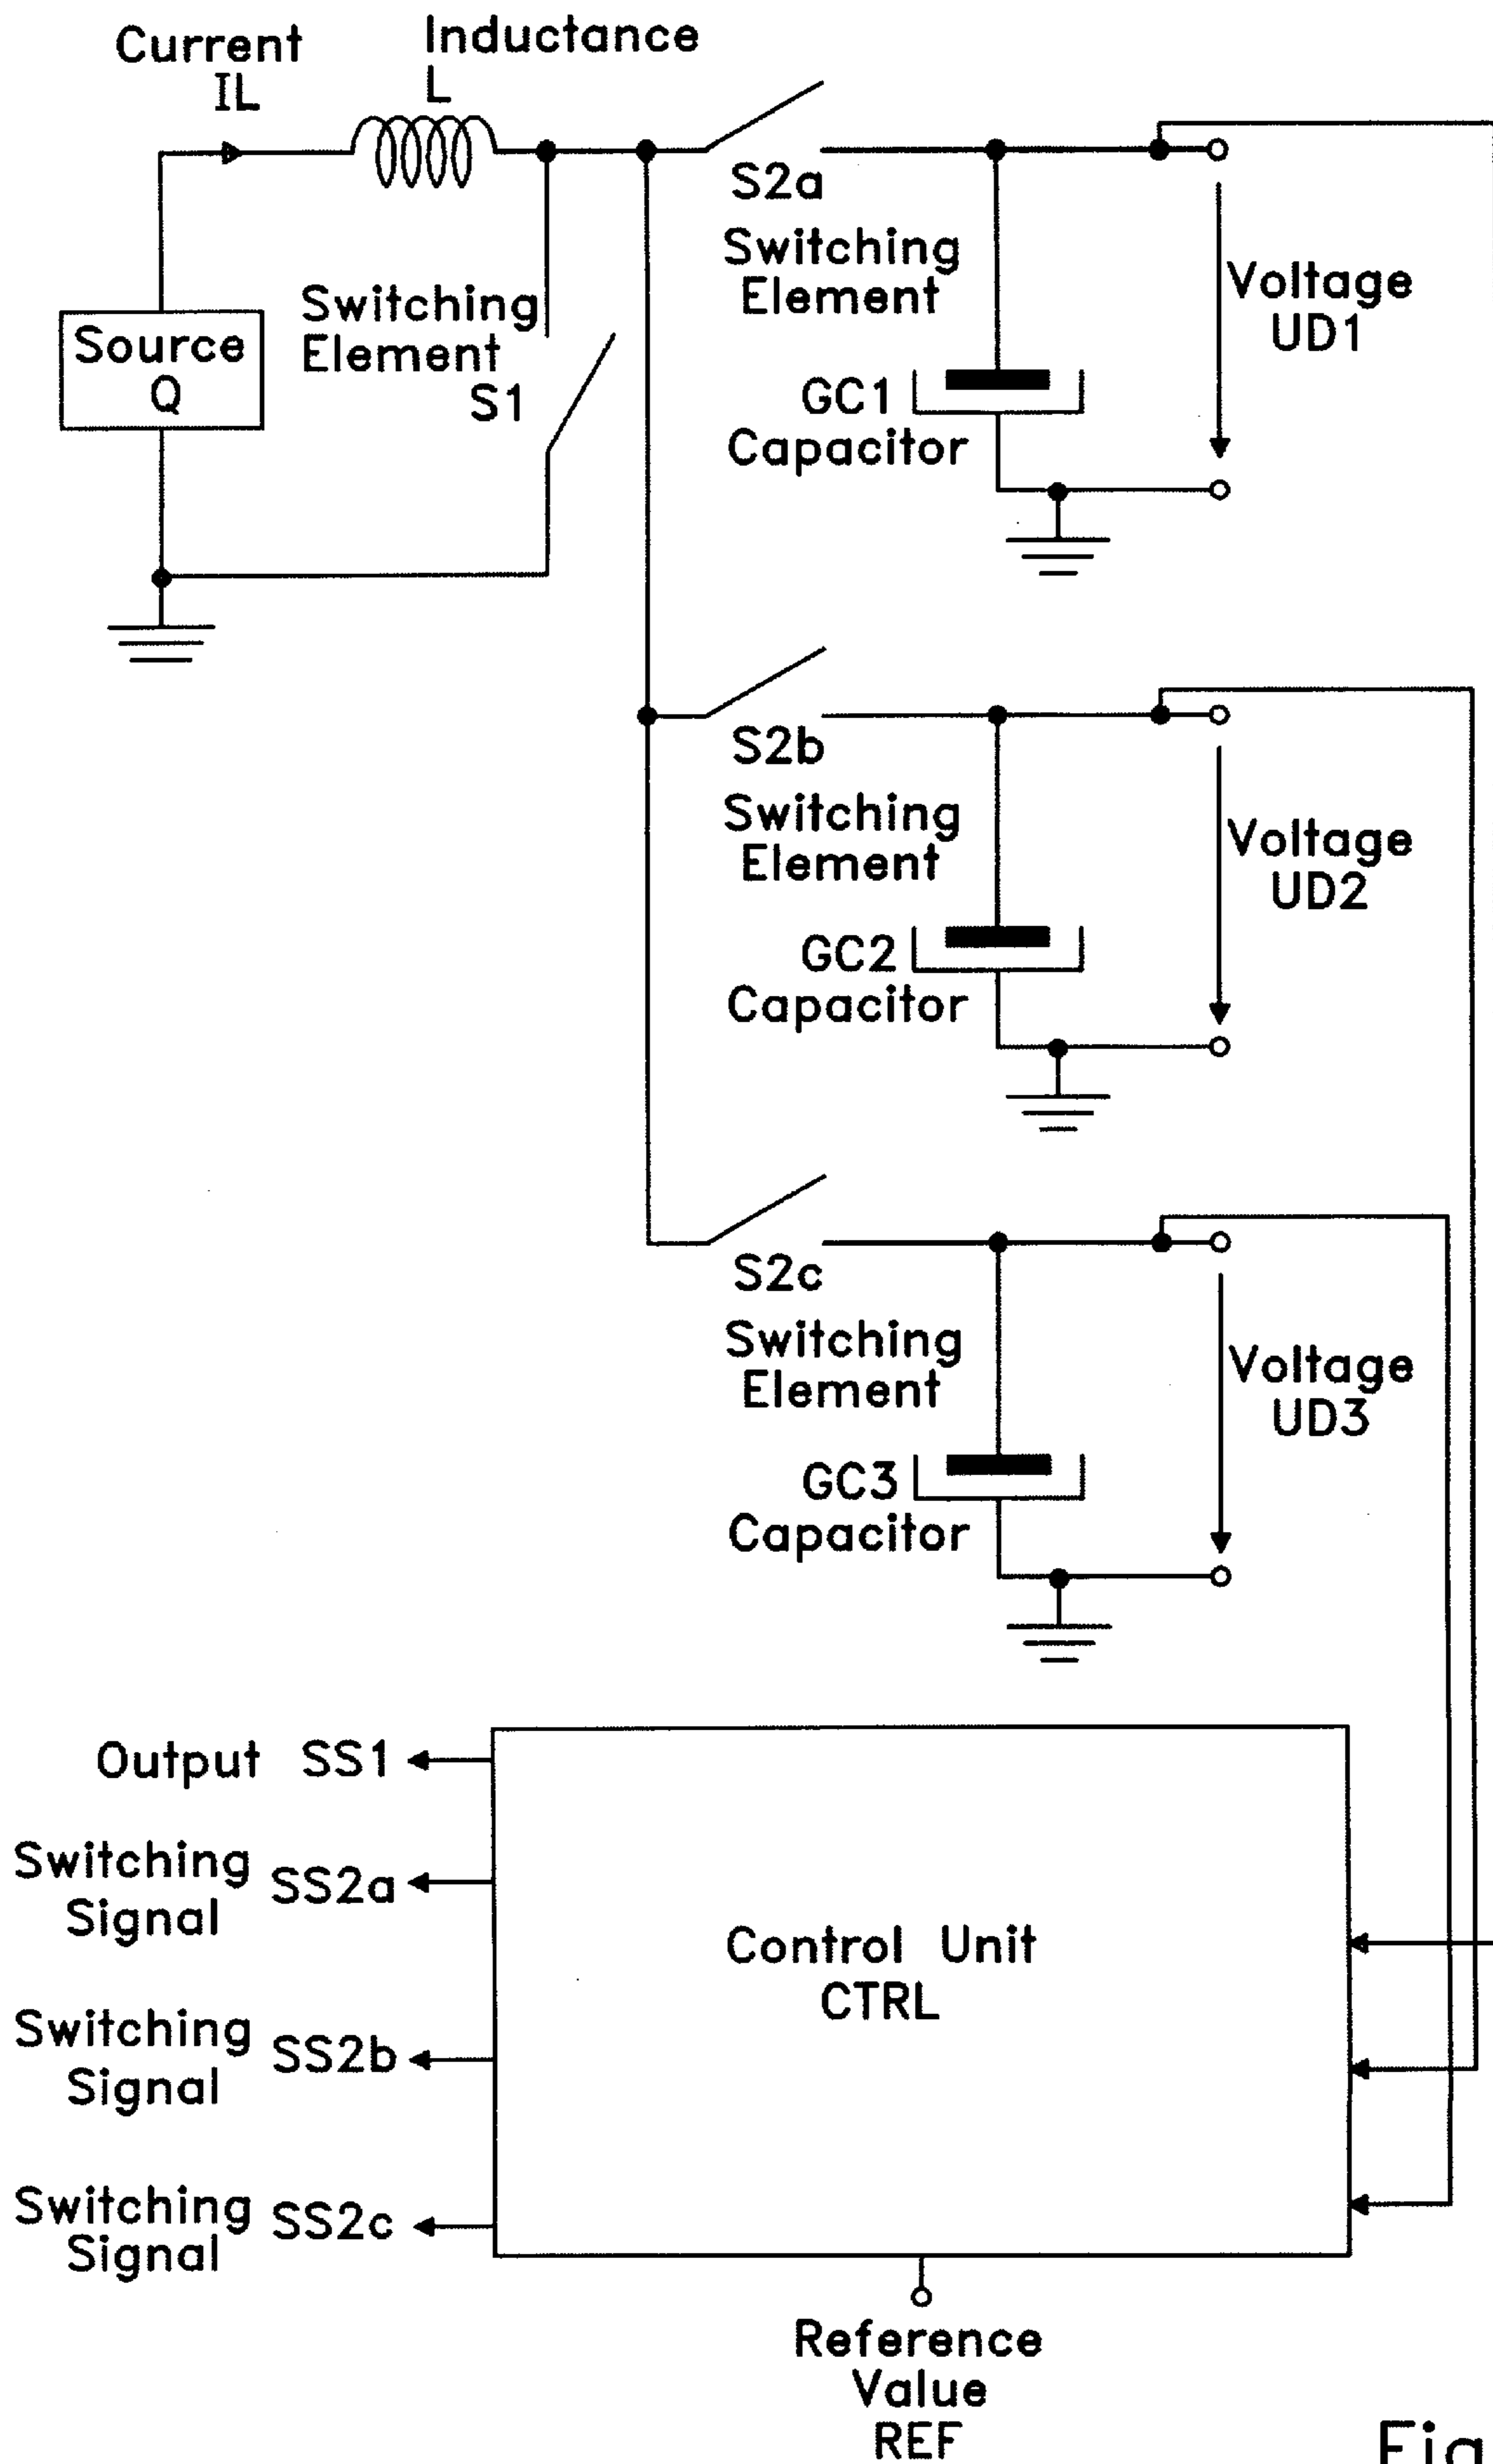 Current
IL
Inductance
L
S2a
Switching
Element
Voltage
UD1
Switching
Element
S1
Source
Q
GC1
Capacitor
S2b
Switching
Element
Voltage
UD2
GC2
Capacitor
S2c
Switching
Element
Voltage
UD3
GC3
Capacitor
Output SS1
Switching
Signal
SS2a
Control Unit
CTRL
Switching
Signal
SS2b
Switching
Signal
SS2c
Reference
Value
REF
Fig